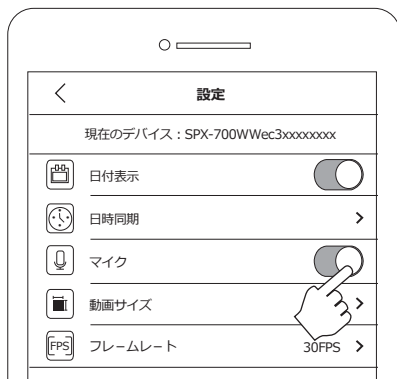 設定
現在のデバイス：SPX-700WWec3xxxxxxxx
日付表示
日時同期
マイク
動画サイズ
FPS フレームレート 30FPS